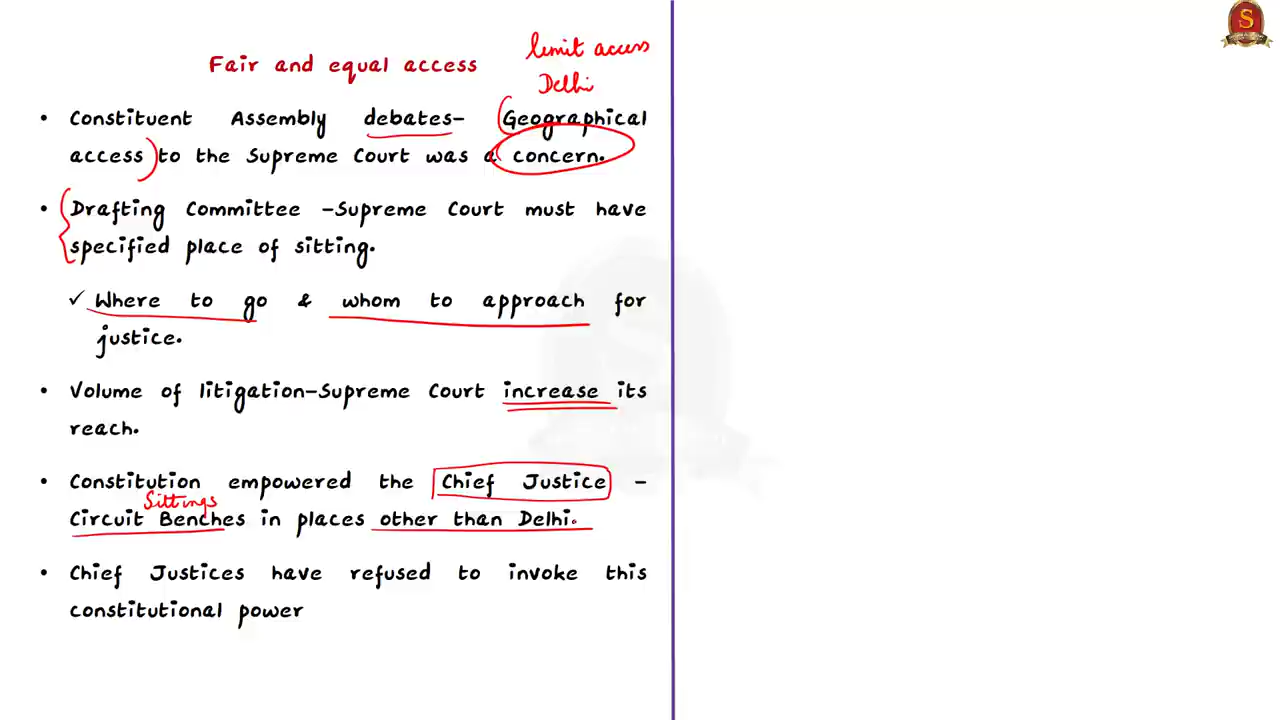 limit access
Fair and equal access
Delhi
• Constituent Assembly debates- Geographical
access to the Supreme Court was a concern.
• Drafting Committee -Supreme Court must have
specified place of sitting.
✓ Where to go & whom to approach for
justice.
• Volume of litigation-Supreme Court increase its
reach.
• Constitution empowered the Chief Justice -
Sittings
Circuit Benches in places other than Delhi.
• Chief Justices have refused to invoke this
constitutional power
S